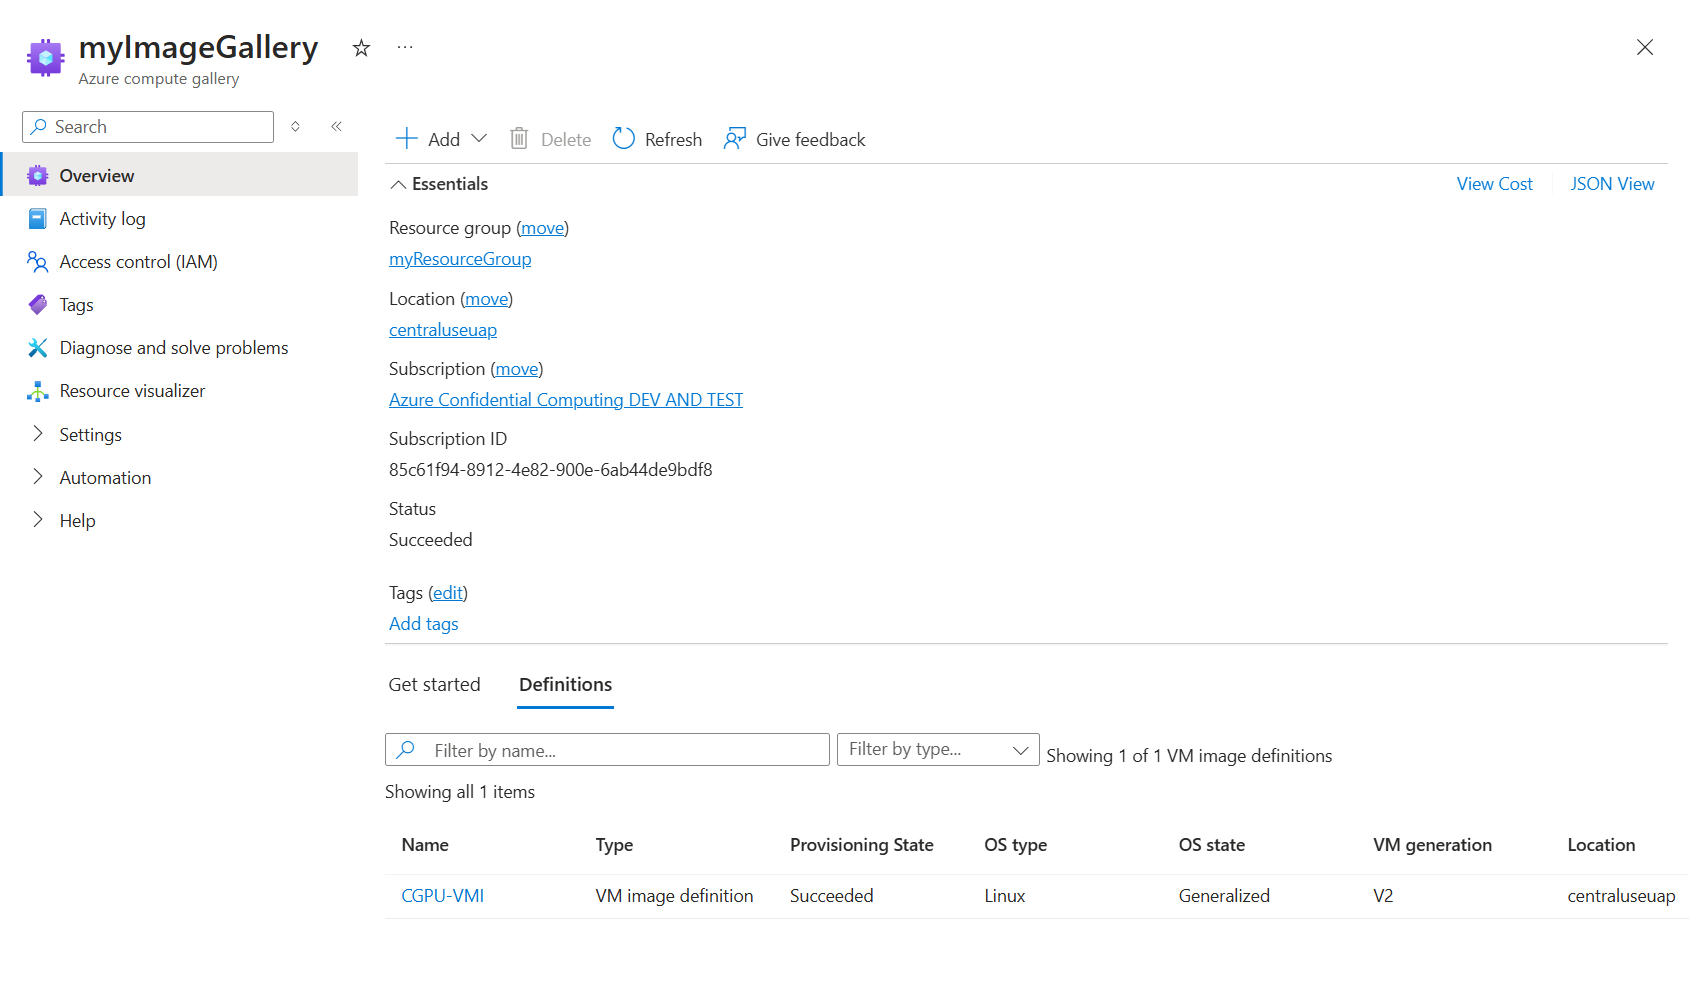 myImageGallery
Azure compute gallery
Search
Overview
Activity log
Access control (IAM)
Tags
Diagnose and solve problems
Resource visualizer
Settings
Automation
Help
Add Delete Refresh Give feedback
Essentials View Cost JSON View
Resource group (move)
myResourceGroup
Location (move)
centraluseuap
Subscription (move)
Azure Confidential Computing DEV AND TEST
Subscription ID
85c61f94-8912-4e82-900e-6ab44de9bdf8
Status
Succeeded
Tags (edit)
Add tags
Get started Definitions
Filter by name... Filter by type... Showing 1 of 1 VM image definitions
Showing all 1 items
Name Type Provisioning State OS type OS state VM generation Location
CGPU-VMI VM image definition Succeeded Linux Generalized V2 centraluseuap